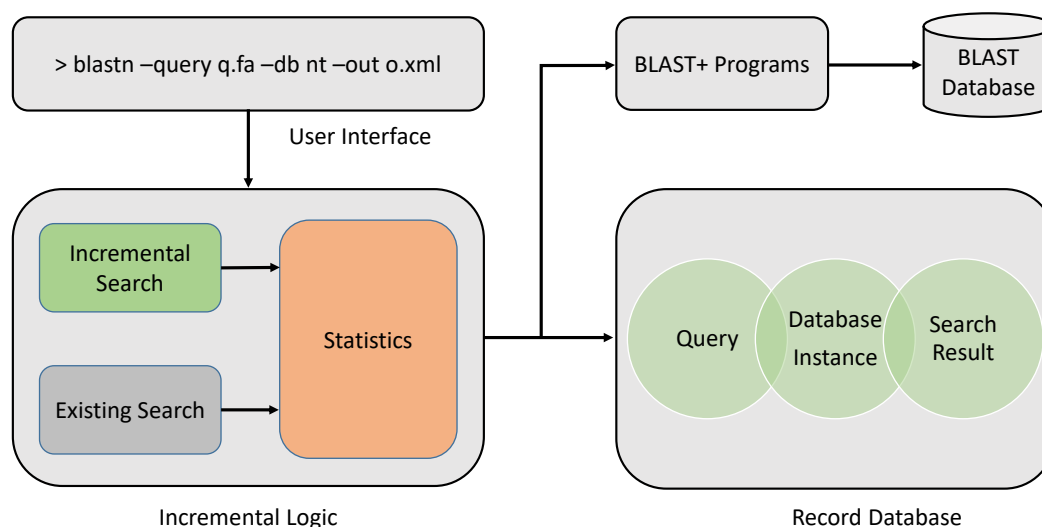 > blastn –query q.fa –db nt –out o.xml
User Interface
BLAST+ Programs
BLAST
Database
Incremental
Search
Existing Search
Statistics
Incremental Logic
Query
Database
Instance
Search
Result
Record Database